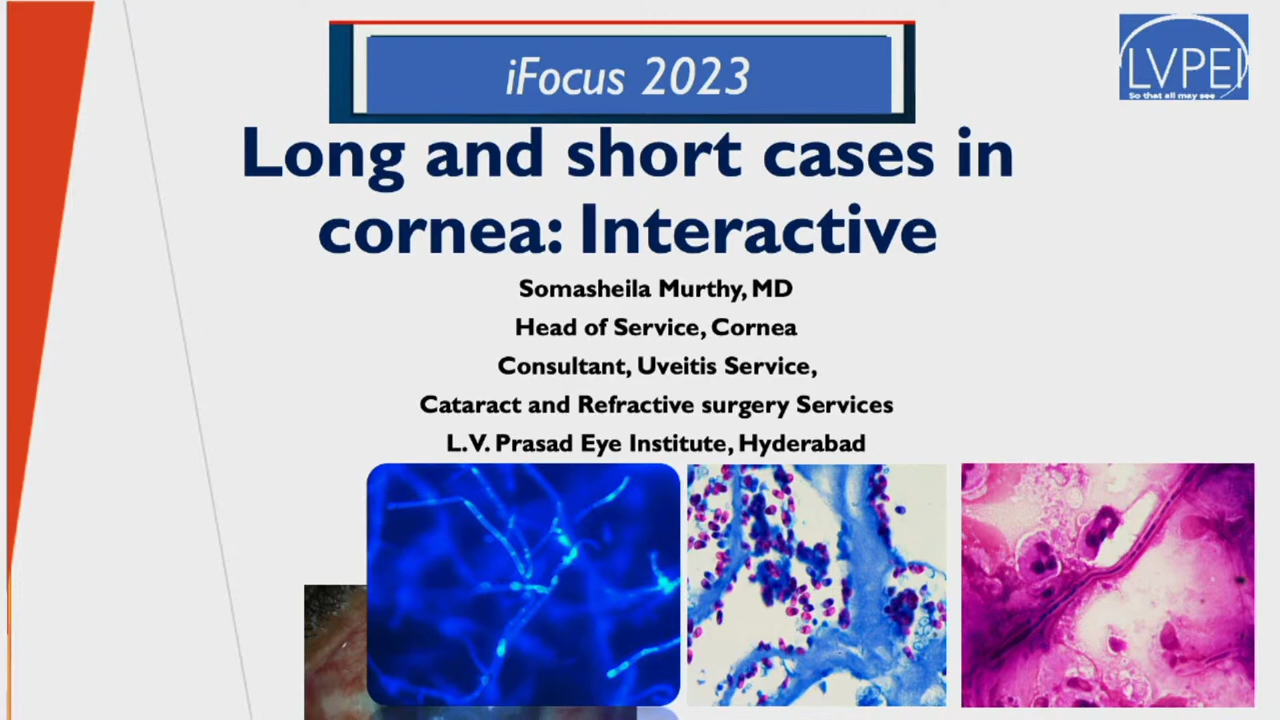 iFocus 2023
LVPEI
So that all may see
Long and short cases in
cornea: Interactive
Somasheila Murthy, MD
Head of Service, Cornea
Consultant, Uveitis Service,
Cataract and Refractive surgery Services
L.V. Prasad Eye Institute, Hyderabad